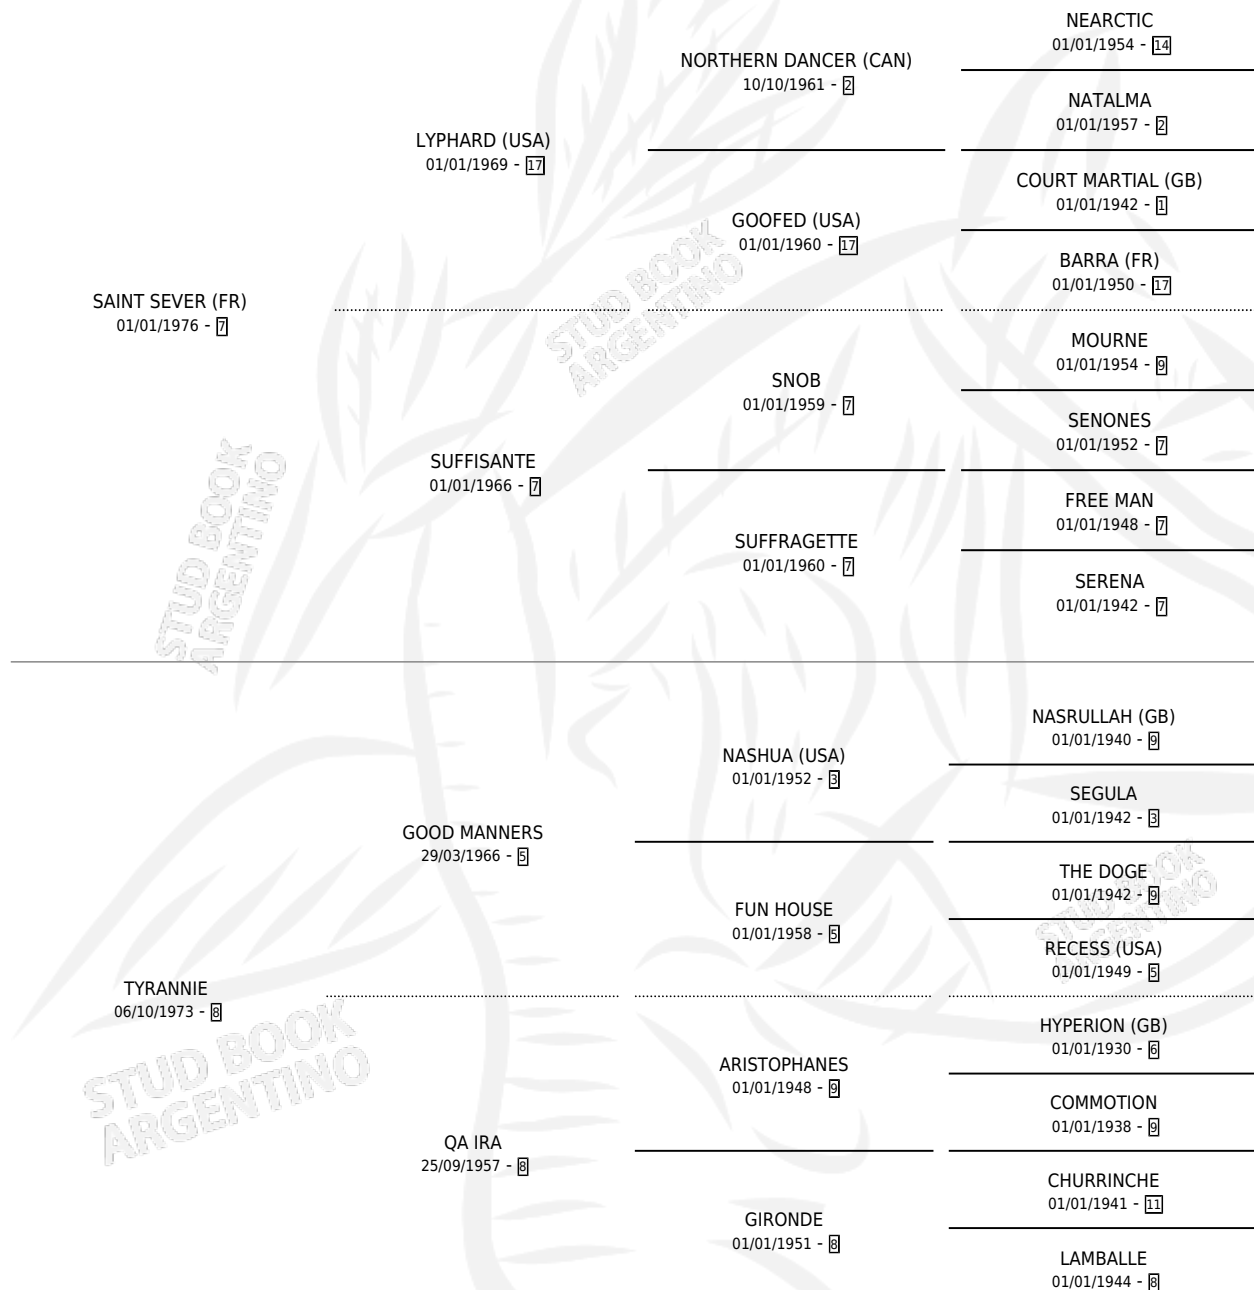 NEARCTIC
01/01/1954 - 14
NORTHERN DANCER (CAN)
10/10/1961 - 2
NATALMA
01/01/1957 - 2
LYPHARD (USA)
01/01/1969 - 17
COURT MARTIAL (GB)
01/01/1942 - 1
GOOFED (USA)
01/01/1960 - 17
BARRA (FR)
01/01/1950 - 17
SAINT SEVER (FR)
01/01/1976 - 7
MOURNE
01/01/1954 - 9
SNOB
01/01/1959 - 7
SENONES
01/01/1952 - 7
SUFFISANTE
01/01/1966 - 7
FREE MAN
01/01/1948 - 7
SUFFRAGETTE
01/01/1960 - 7
SERENA
01/01/1942 - 7
NASRULLAH (GB)
01/01/1940 - 9
NASHUA (USA)
01/01/1952 - 3
SEGULA
01/01/1942 - 3
GOOD MANNERS
29/03/1966 - 5
THE DOGE
01/01/1942 - 9
FUN HOUSE
01/01/1958 - 5
RECESS (USA)
01/01/1949 - 5
TYRANNIE
06/10/1973 - 8
HYPERION (GB)
01/01/1930 - 6
ARISTOPHANES
01/01/1948 - 9
COMMOTION
01/01/1938 - 9
QA IRA
25/09/1957 - 8
CHURRINCHE
01/01/1941 - 11
GIRONDE
01/01/1951 - 8
LAMBALLE
01/01/1944 - 8
STUD BOOK
ARGENTINO
STUD BOOK
ARGENTINO
STUD BOOK
ARGENTINO
STUD BOOK
ARGENTINO